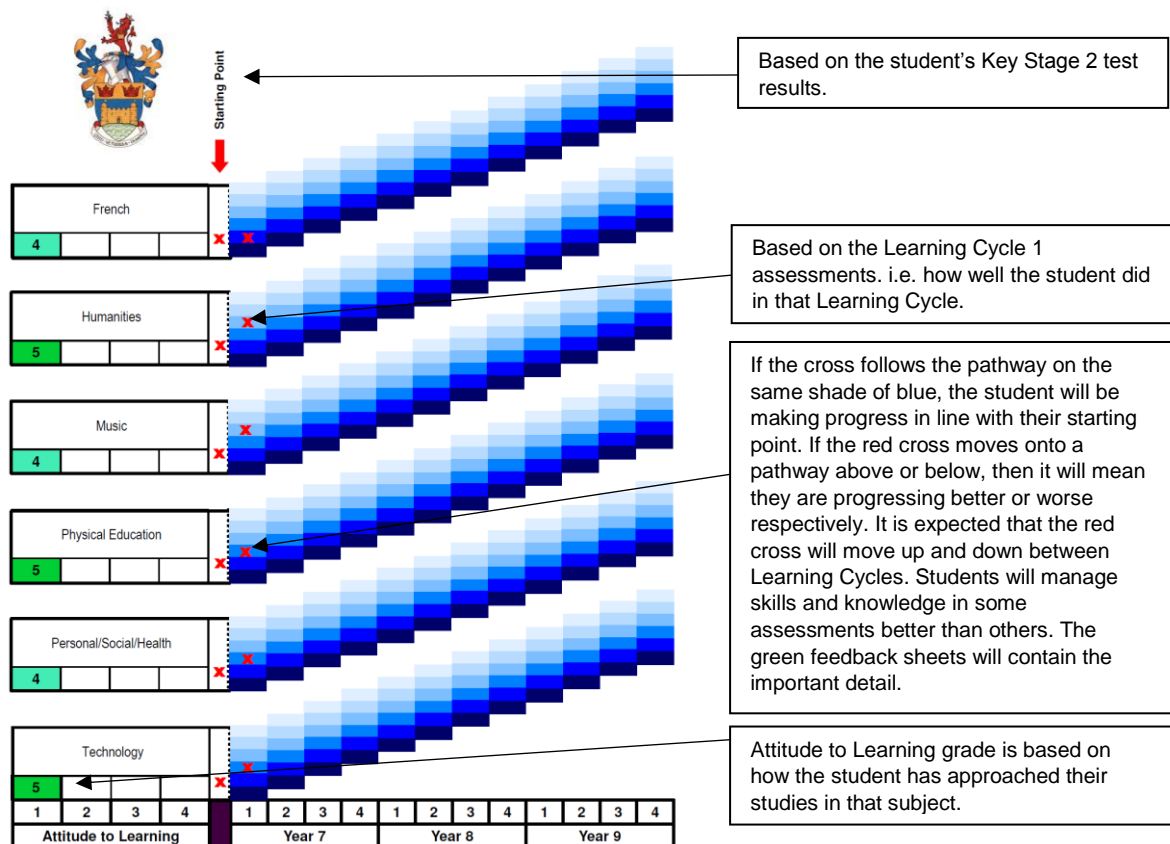 Starting Point
Based on the student’s Key Stage 2 test
results.
French
x x
4
Based on the Learning Cycle 1
assessments. i.e. how well the student did
in that Learning Cycle.
Humanities
x
x
5
If the cross follows the pathway on the
same shade of blue, the student will be
making progress in line with their starting
point. If the red cross moves onto a
pathway above or below, then it will mean
they are progressing better or worse
respectively. It is expected that the red
cross will move up and down between
Learning Cycles. Students will manage
skills and knowledge in some
assessments better than others. The
green feedback sheets will contain the
important detail.
Music
x
x
4
Physical Education
x
x
5
Personal/Social/Health
x
x
4
Technology
x
x
5
Attitude to Learning grade is based on
how the student has approached their
studies in that subject.
1 2 3 4 1 2 3 4 1 2 3 4 1 2 3 4
Attitude to Learning Year 7 Year 8 Year 9